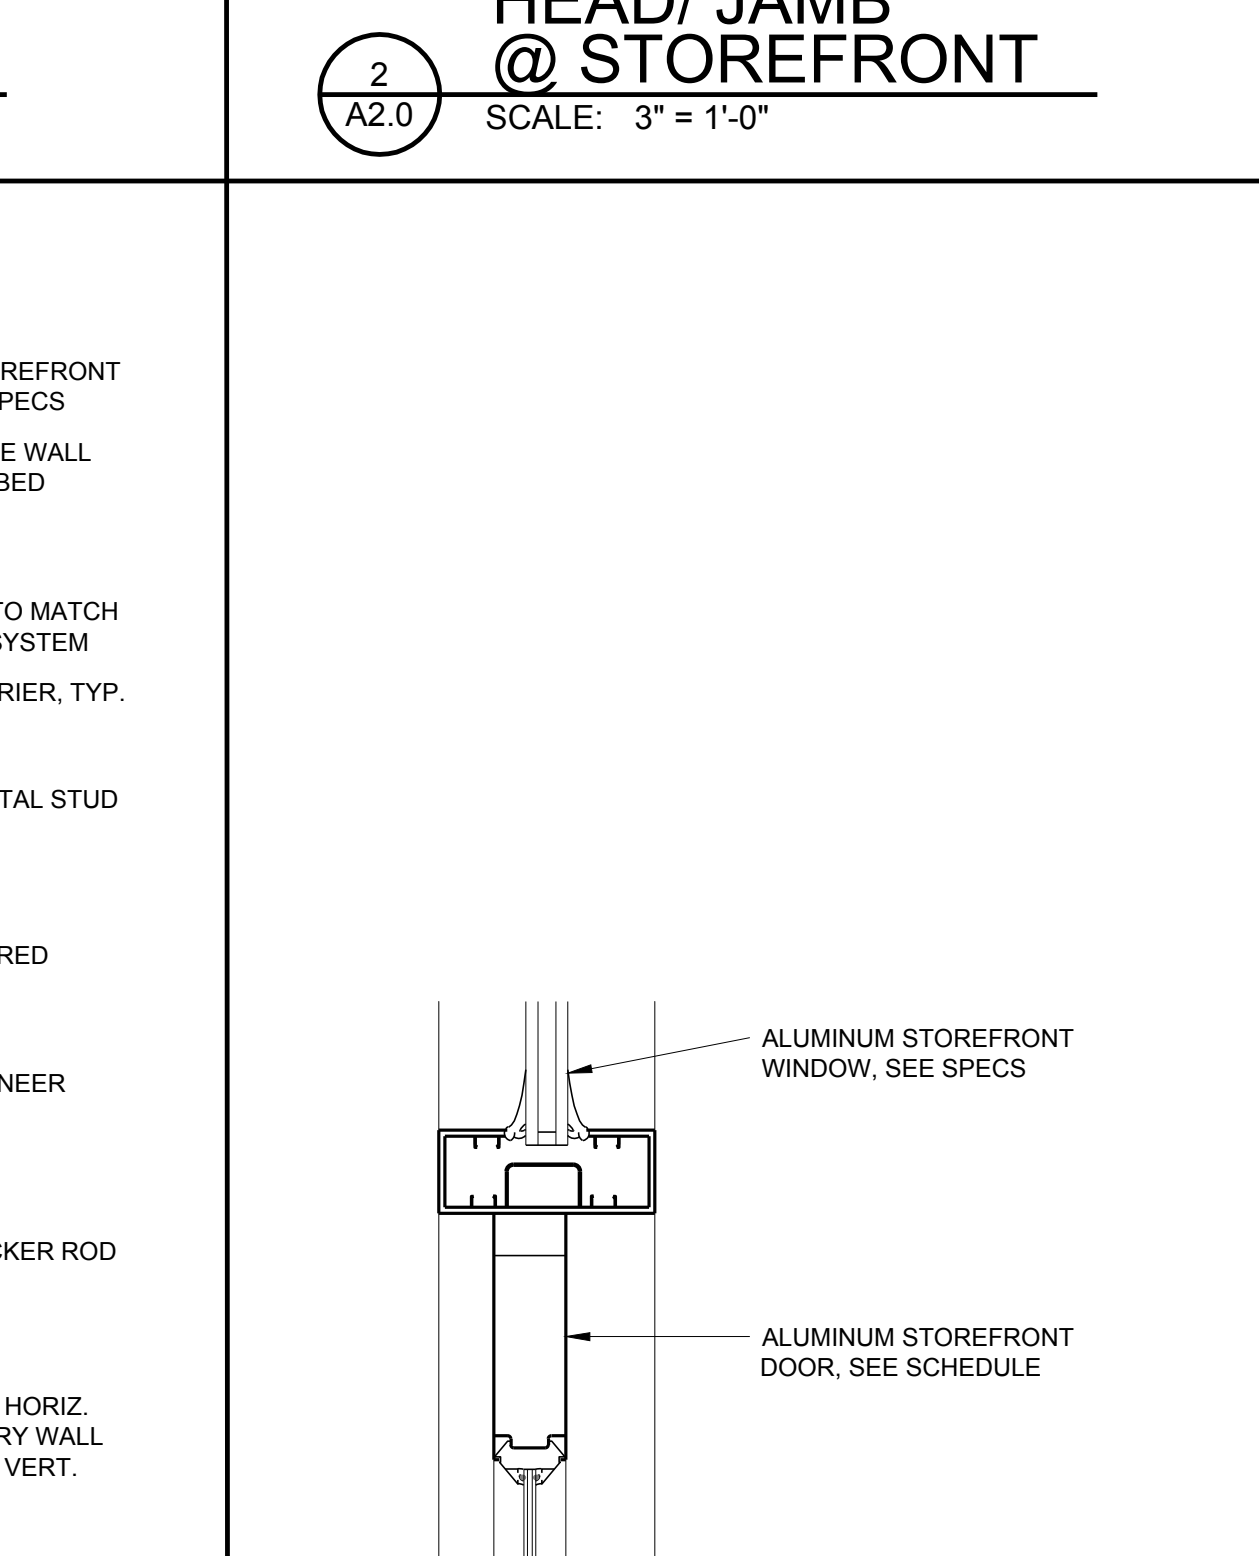 HEAD/ JAMB
@ STOREFRONT
2
A2.0
SCALE: 3" = 1'-0"
OREFRONT
PECS
E WALL
BED
TO MATCH
SYSTEM
RIER, TYP.
TAL STUD
RED
NEER
CKER ROD
HORIZ.
RY WALL
VERT.
ALUMINUM STOREFRONT
WINDOW, SEE SPECS
ALUMINUM STOREFRONT
DOOR, SEE SCHEDULE